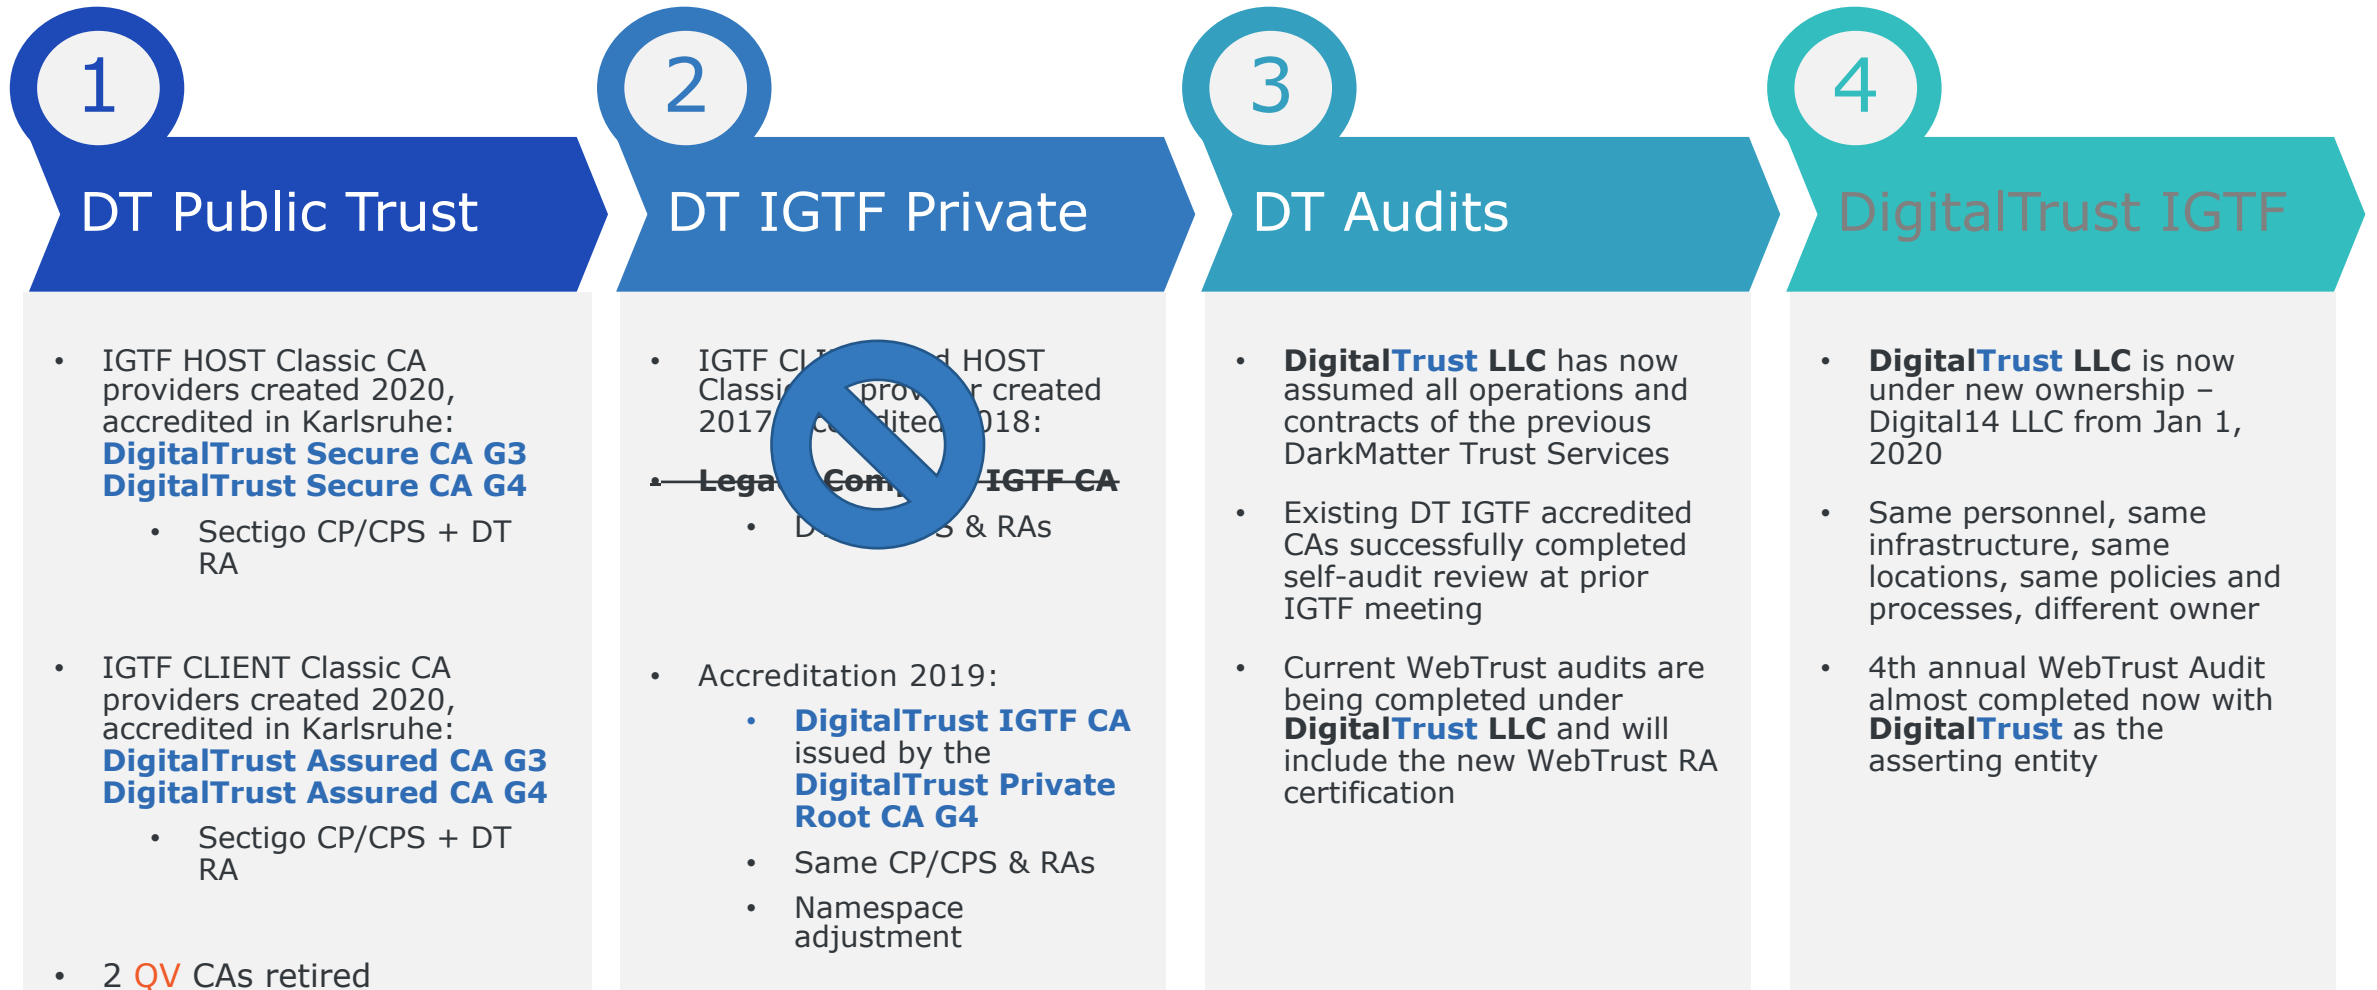 1
DT Public Trust
• IGTF HOST Classic CA
providers created 2020,
accredited in Karlsruhe:
DigitalTrust Secure CA G3
DigitalTrust Secure CA G4
• Sectigo CP/CPS + DT
RA
• IGTF CLIENT Classic CA
providers created 2020,
accredited in Karlsruhe:
DigitalTrust Assured CA G3
DigitalTrust Assured CA G4
• Sectigo CP/CPS + DT
RA
• 2 QV CAs retired
2
DT IGTF Private
• IGTF HOST
created
2017 2018:
• IGTF CA
• & RAs
• Accreditation 2019:
• DigitalTrust IGTF CA
issued by the
DigitalTrust Private
Root CA G4
• Same CP/CPS & RAs
• Namespace
adjustment
3
DT Audits
• DigitalTrust LLC has now
assumed all operations and
contracts of the previous
DarkMatter Trust Services
• Existing DT IGTF accredited
CAs successfully completed
self-audit review at prior
IGTF meeting
• Current WebTrust audits are
being completed under
DigitalTrust LLC and will
include the new WebTrust RA
certification
4
DigitalTrust IGTF
• DigitalTrust LLC is now
under new ownership –
Digital14 LLC from Jan 1,
2020
• Same personnel, same
infrastructure, same
locations, same policies and
processes, different owner
• 4th annual WebTrust Audit
almost completed now with
DigitalTrust as the
asserting entity